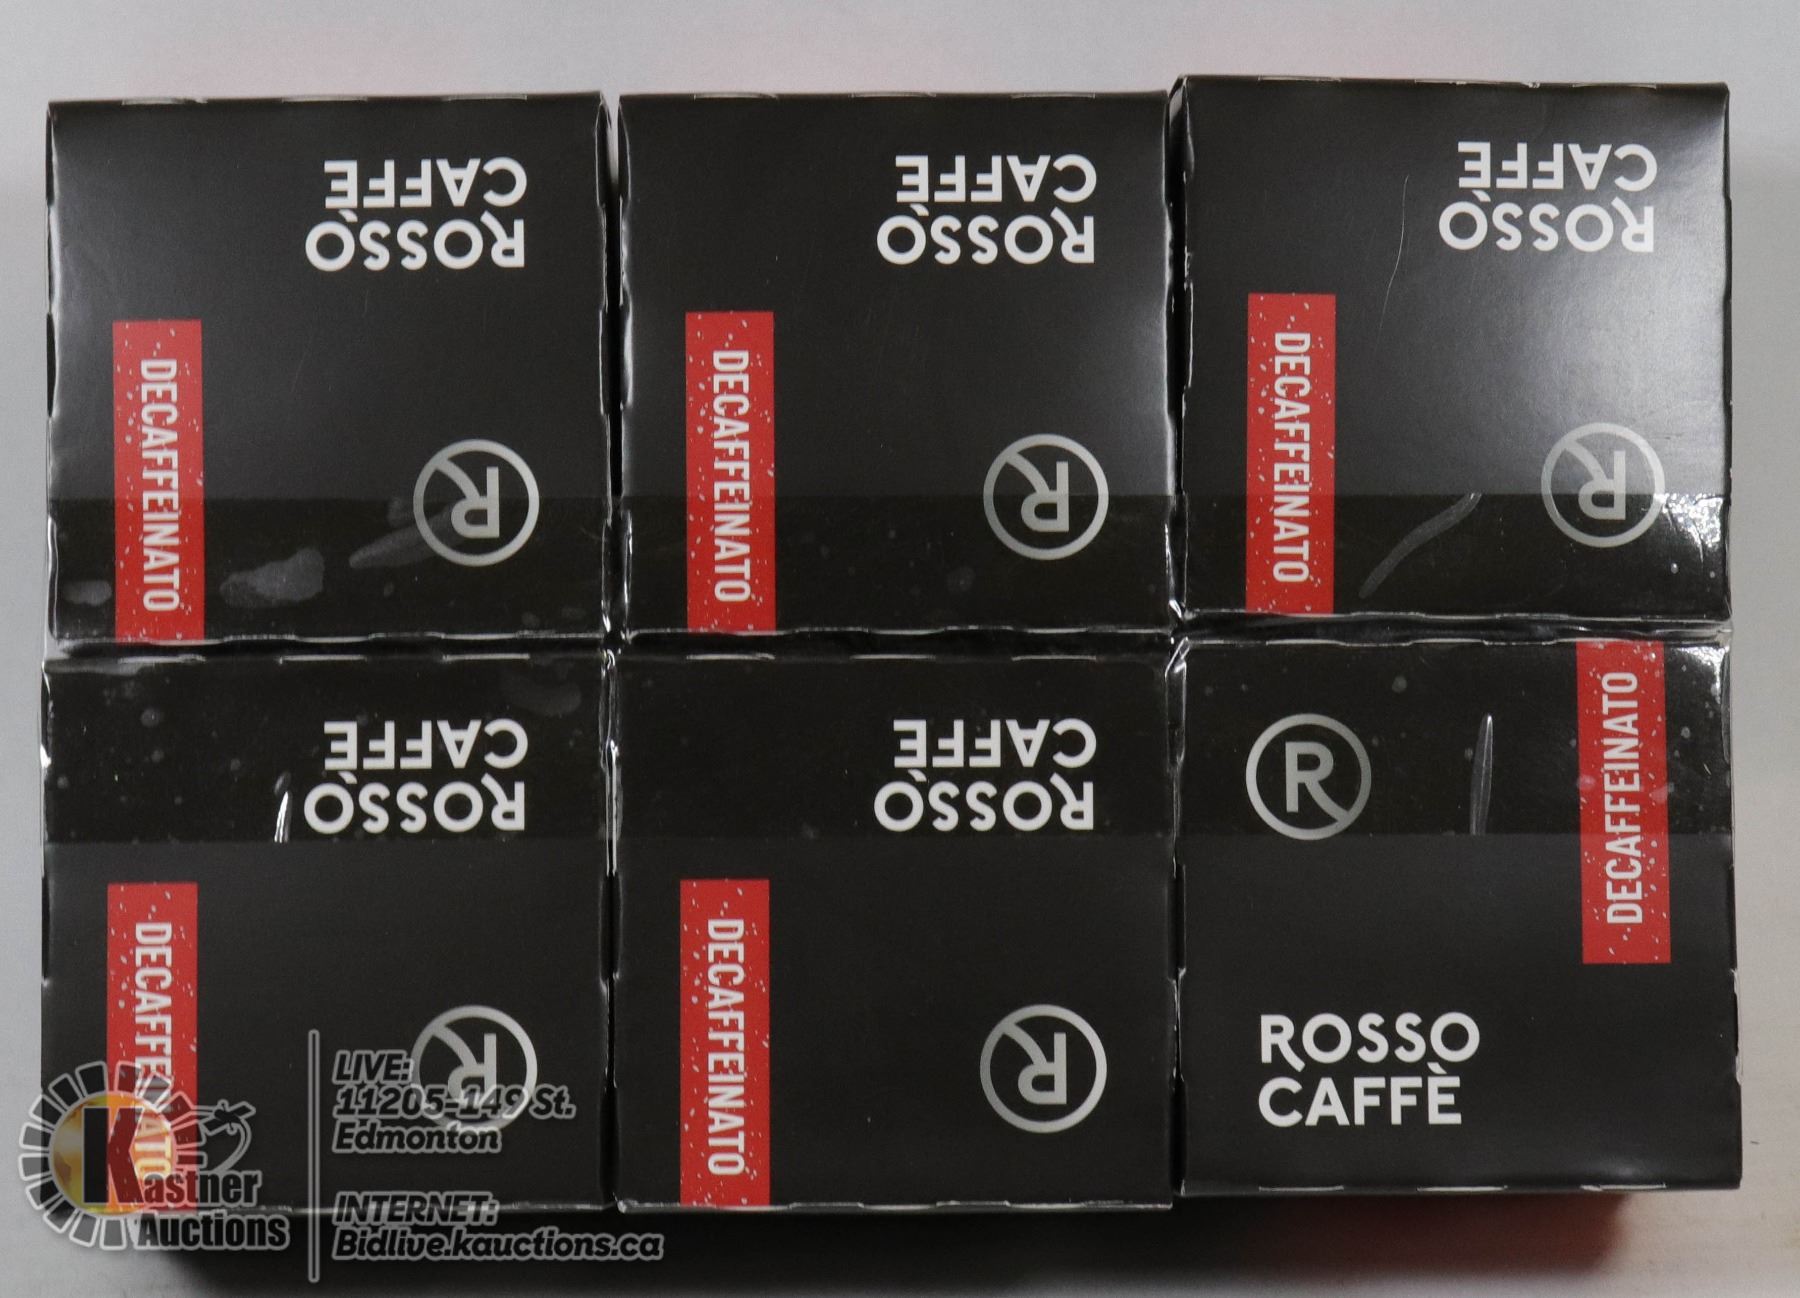 ROSSO
CAFFÈ
DECAFFEINATO
R
ROSSO
CAFFÈ
DECAFFEINATO
R
ROSSO
CAFFÈ
DECAFFEINATO
R
ROSSO
CAFFÈ
DECAFFEINATO
R
ROSSO
CAFFÈ
DECAFFEINATO
R
R
DECAFFEINATO
ROSSO
CAFFÈ
Kastner
Auctions
LIVE:
11205-149 St.
Edmonton
INTERNET:
Bidlive.kauctions.ca